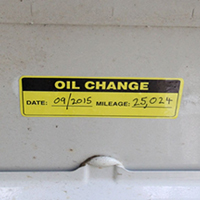 OIL CHANGE
DATE: 09/2015 MILEAGE: 25,024